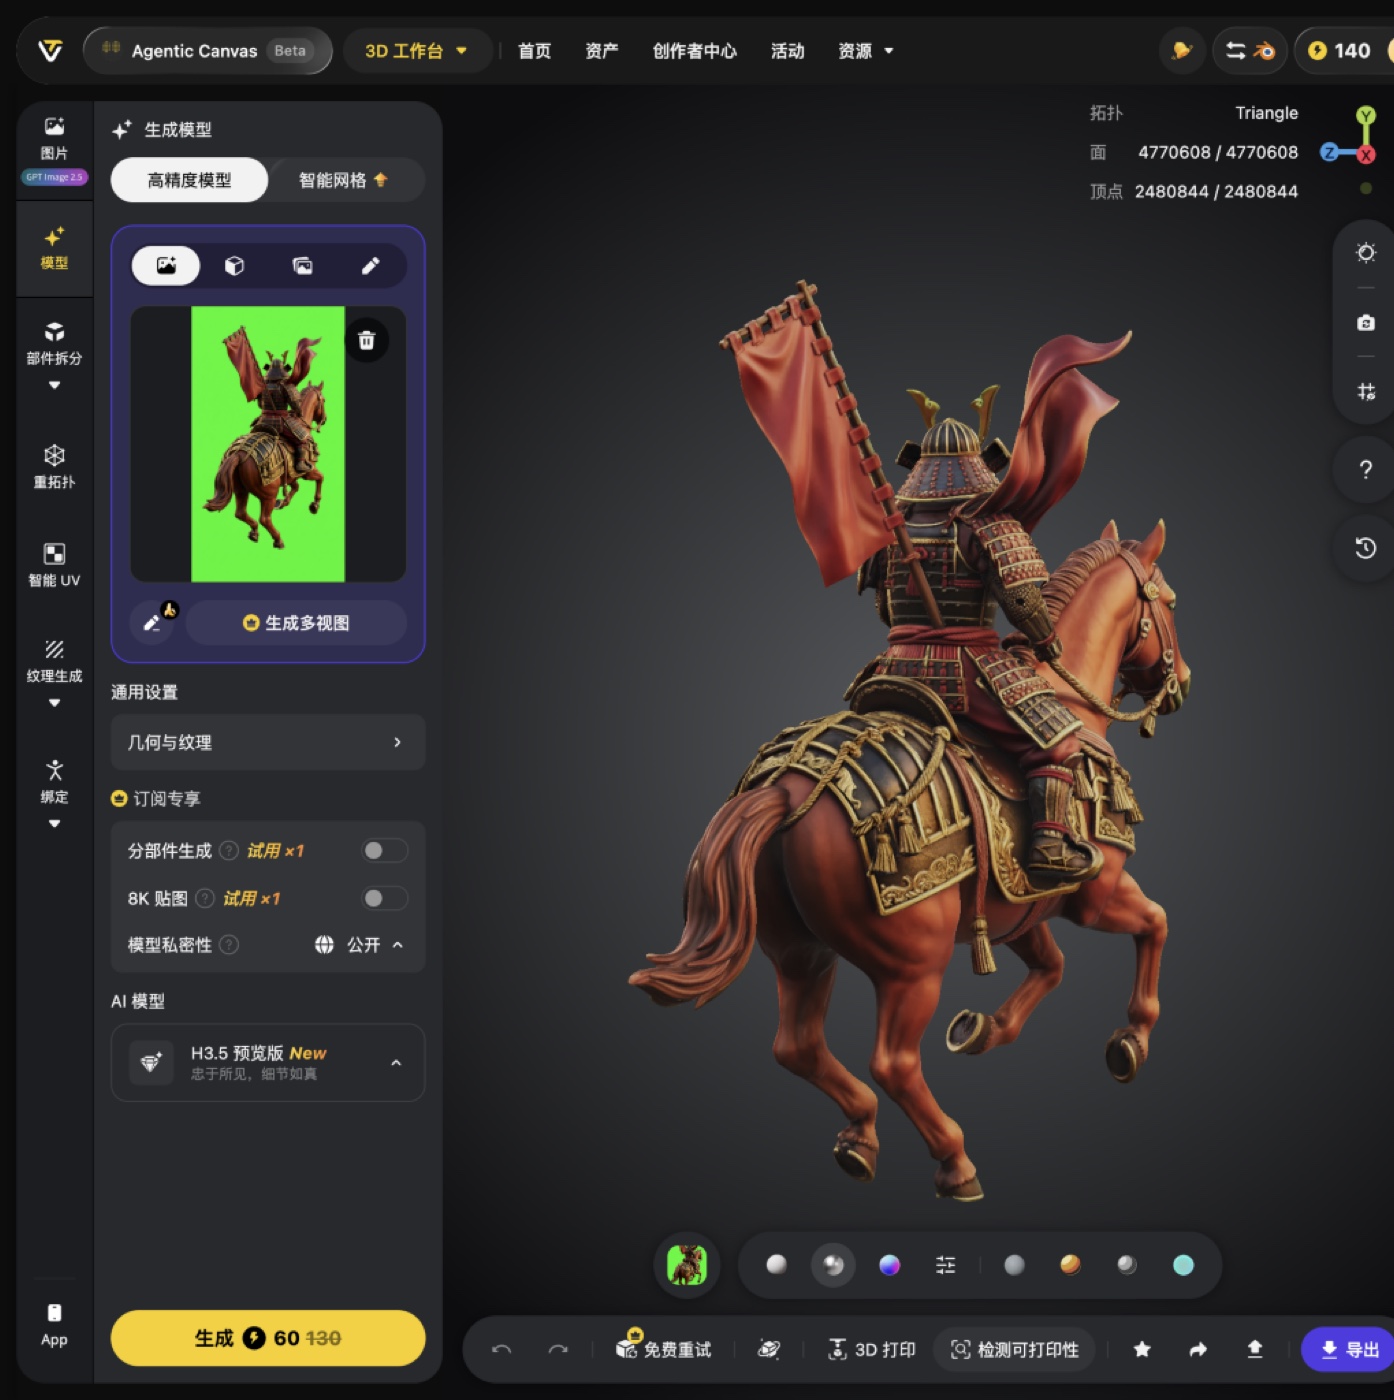 Agentic Canvas Beta
3D 工作台
首页
资产
创作者中心
活动
资源
140
图片
GPT Image 2.5
模型
部件拆分
重拓扑
智能 UV
纹理生成
绑定
App
生成模型
高精度模型
智能网格
生成多视图
通用设置
几何与纹理
订阅专享
分部件生成 ? 试用 ×1
8K 贴图 ? 试用 ×1
模型私密性 ? 公开
AI 模型
H3.5 预览版 New
忠于所见，细节如真
生成 60 130
拓扑 Triangle
面 4770608 / 4770608
顶点 2480844 / 2480844
Y
Z
X
?
免费重试
3D 打印
检测可打印性
导出